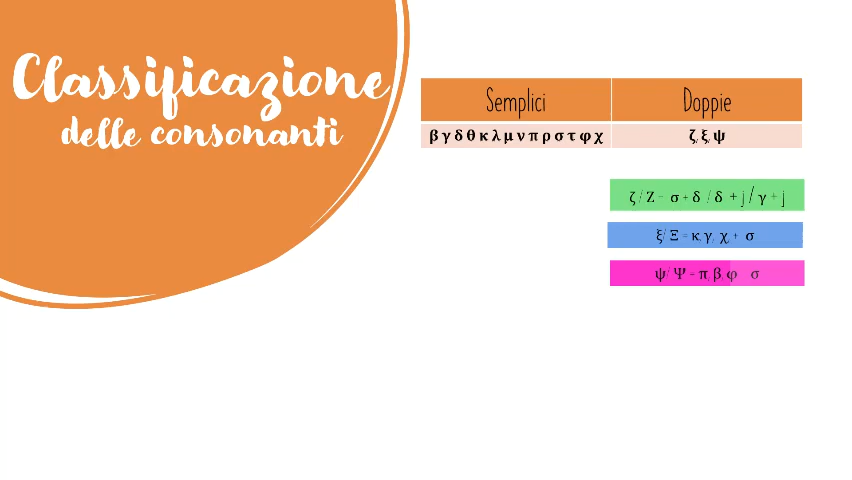 Classificazione
delle consonanti
Semplici
Doppie
β γ δ θ κ λ μ ν π ρ σ τ φ χ
ζ, ξ, ψ
ζ / Ζ = σ + δ / δ + j / γ + j
ξ / Ξ = κ, γ, χ, + σ
ψ / Ψ = π, β, φ σ